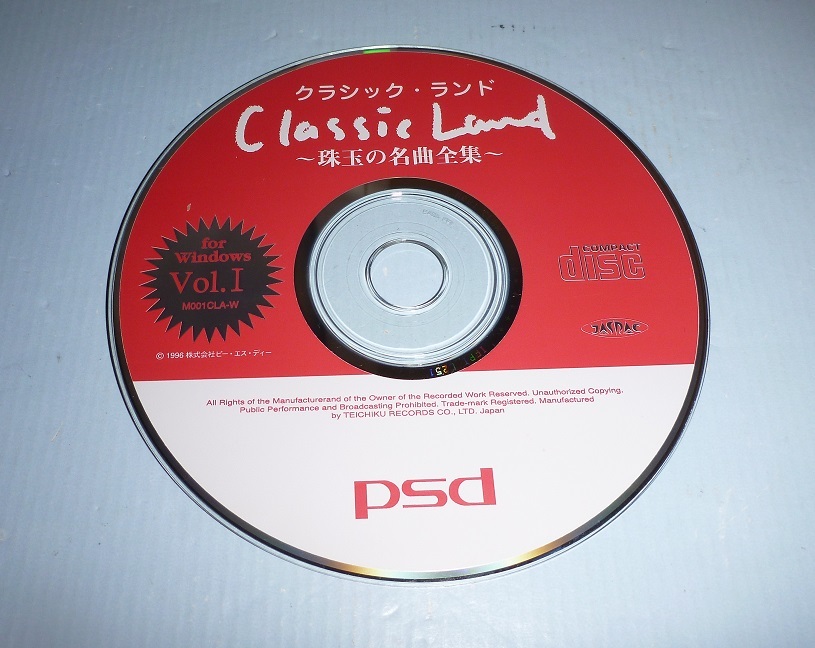 クラシック・ランド
Classic Land
～珠玉の名曲全集～
for
Windows
Vol.I
M001CLA-W
COMPACT
disc
JASRAC
© 1996 株式会社ピー・エス・ディー
All Rights of the Manufacturerand of the Owner of the Recorded Work Reserved. Unauthorized Copying,
Public Performance and Broadcasting Prohibited. Trade-mark Registered. Manufactured
by TEICHIKU RECORDS CO., LTD. Japan
psd